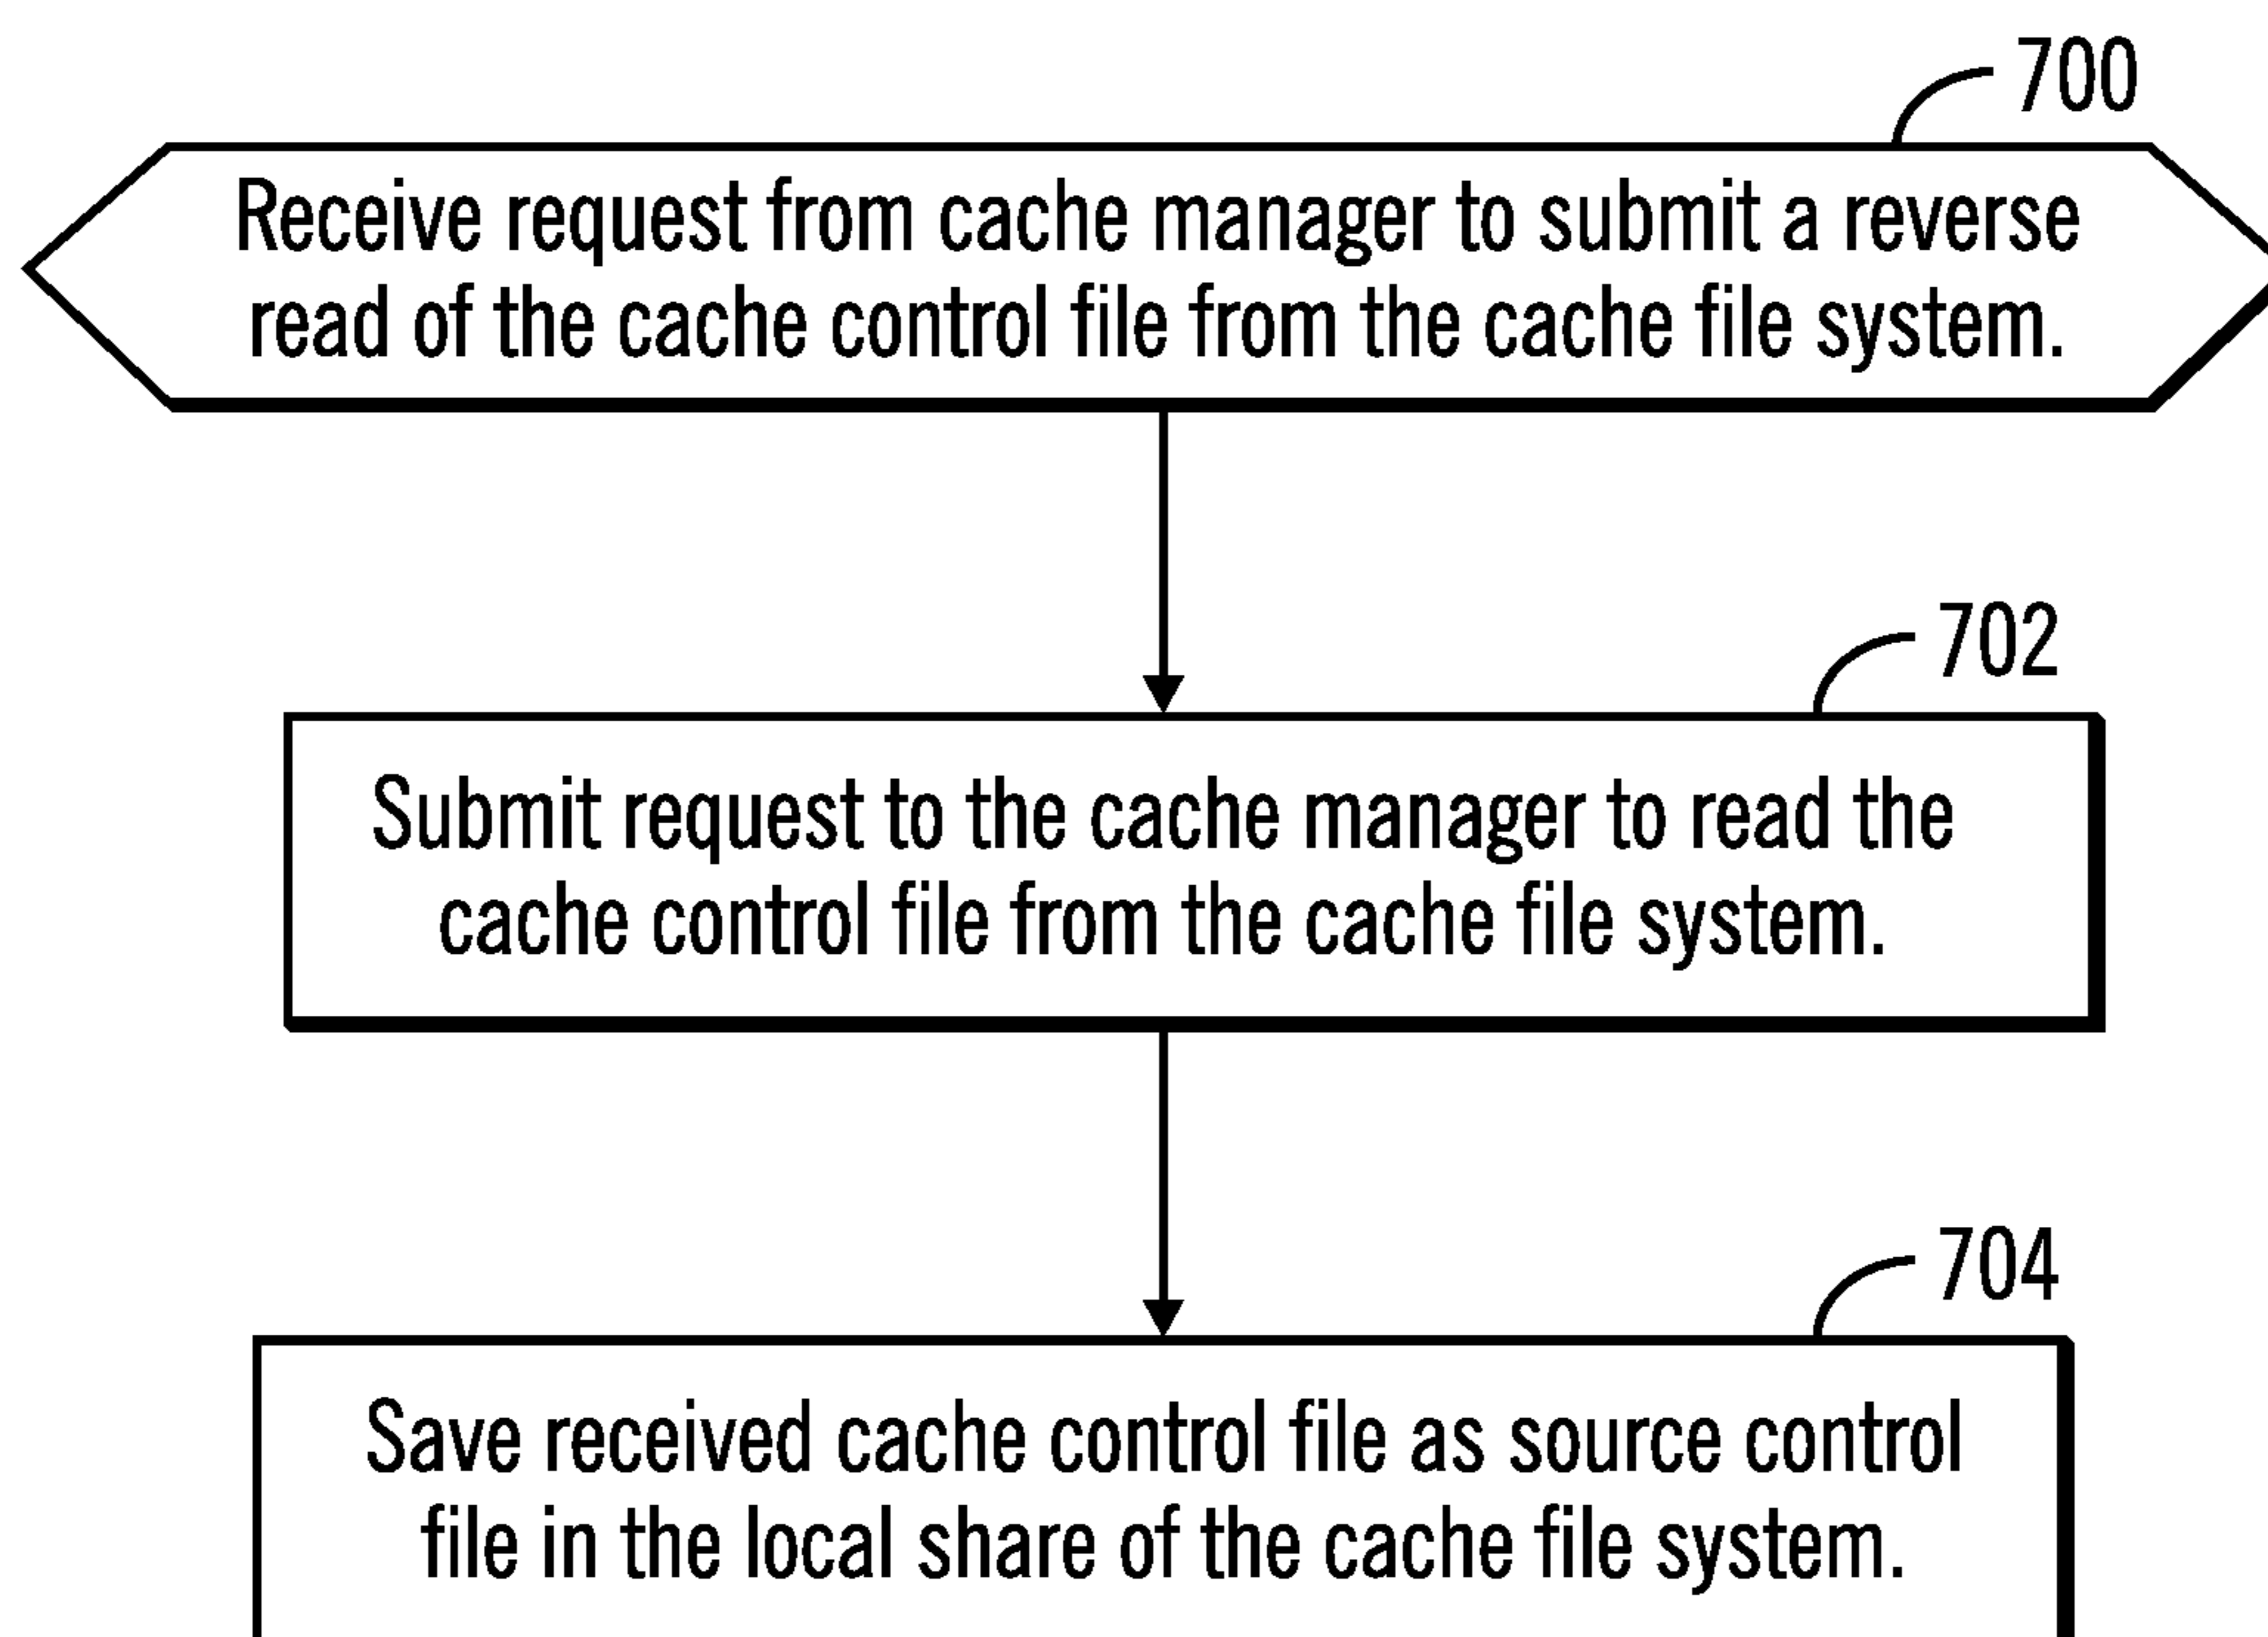 700
Receive request from cache manager to submit a reverse
read of the cache control file from the cache file system.
702
Submit request to the cache manager to read the
cache control file from the cache file system.
704
Save received cache control file as source control
file in the local share of the cache file system.